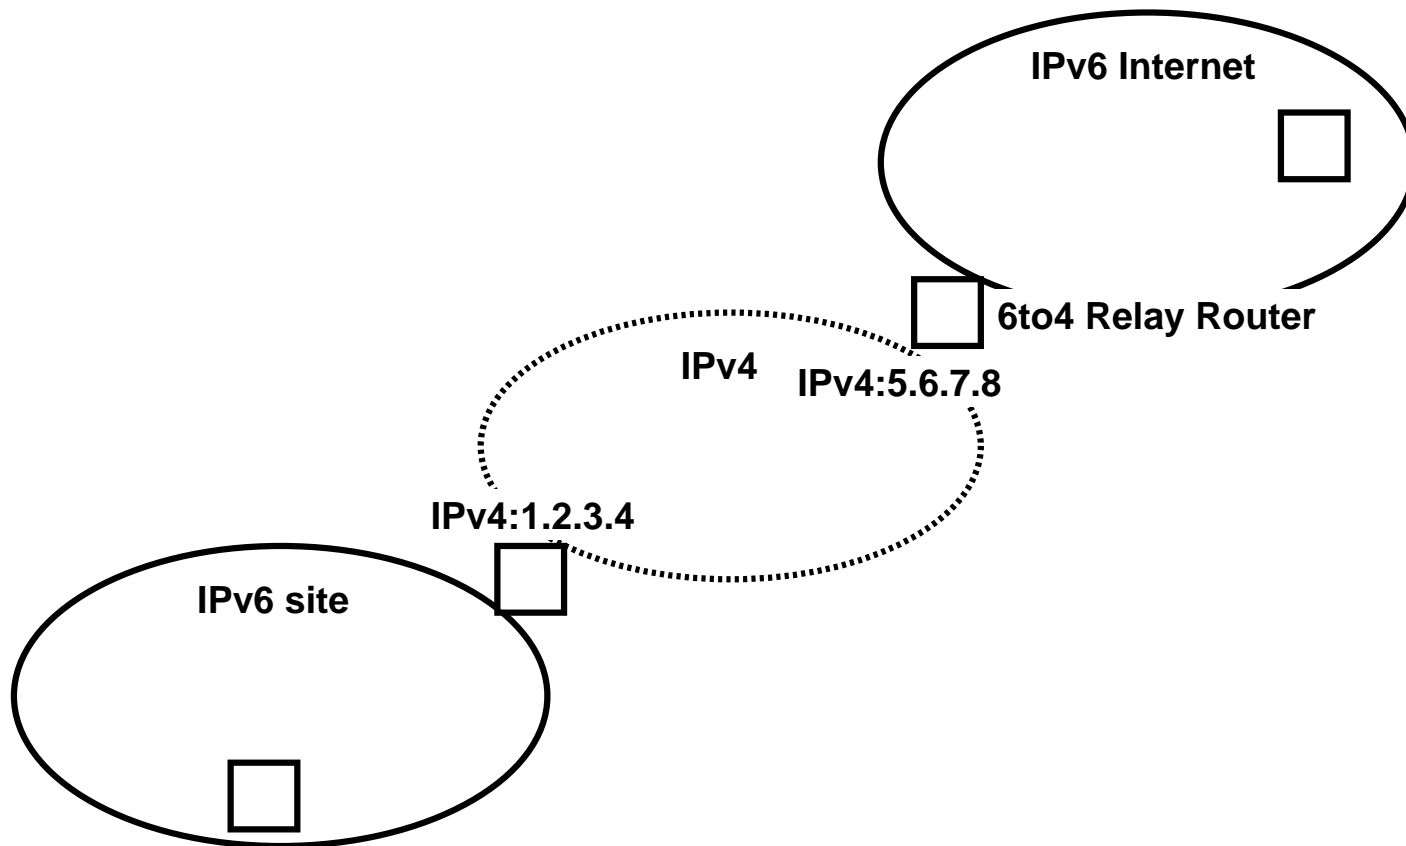 IPv6 Internet
6to4 Relay Router
IPv4
IPv4:5.6.7.8
IPv4:1.2.3.4
IPv6 site